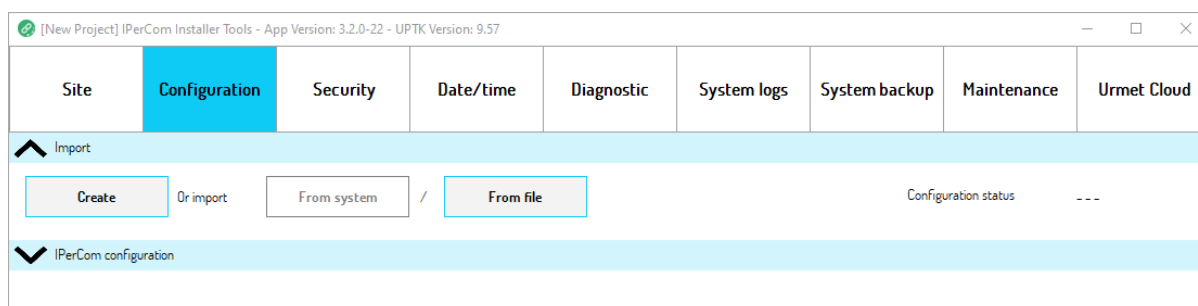 [New Project] IPerCom Installer Tools - App Version: 3.2.0-22 - UPTK Version: 9.57
Site Configuration Security Date/time Diagnostic System logs System backup Maintenance Urmet Cloud
Import
Create Or import From system / From file Configuration status ---
IPerCom configuration